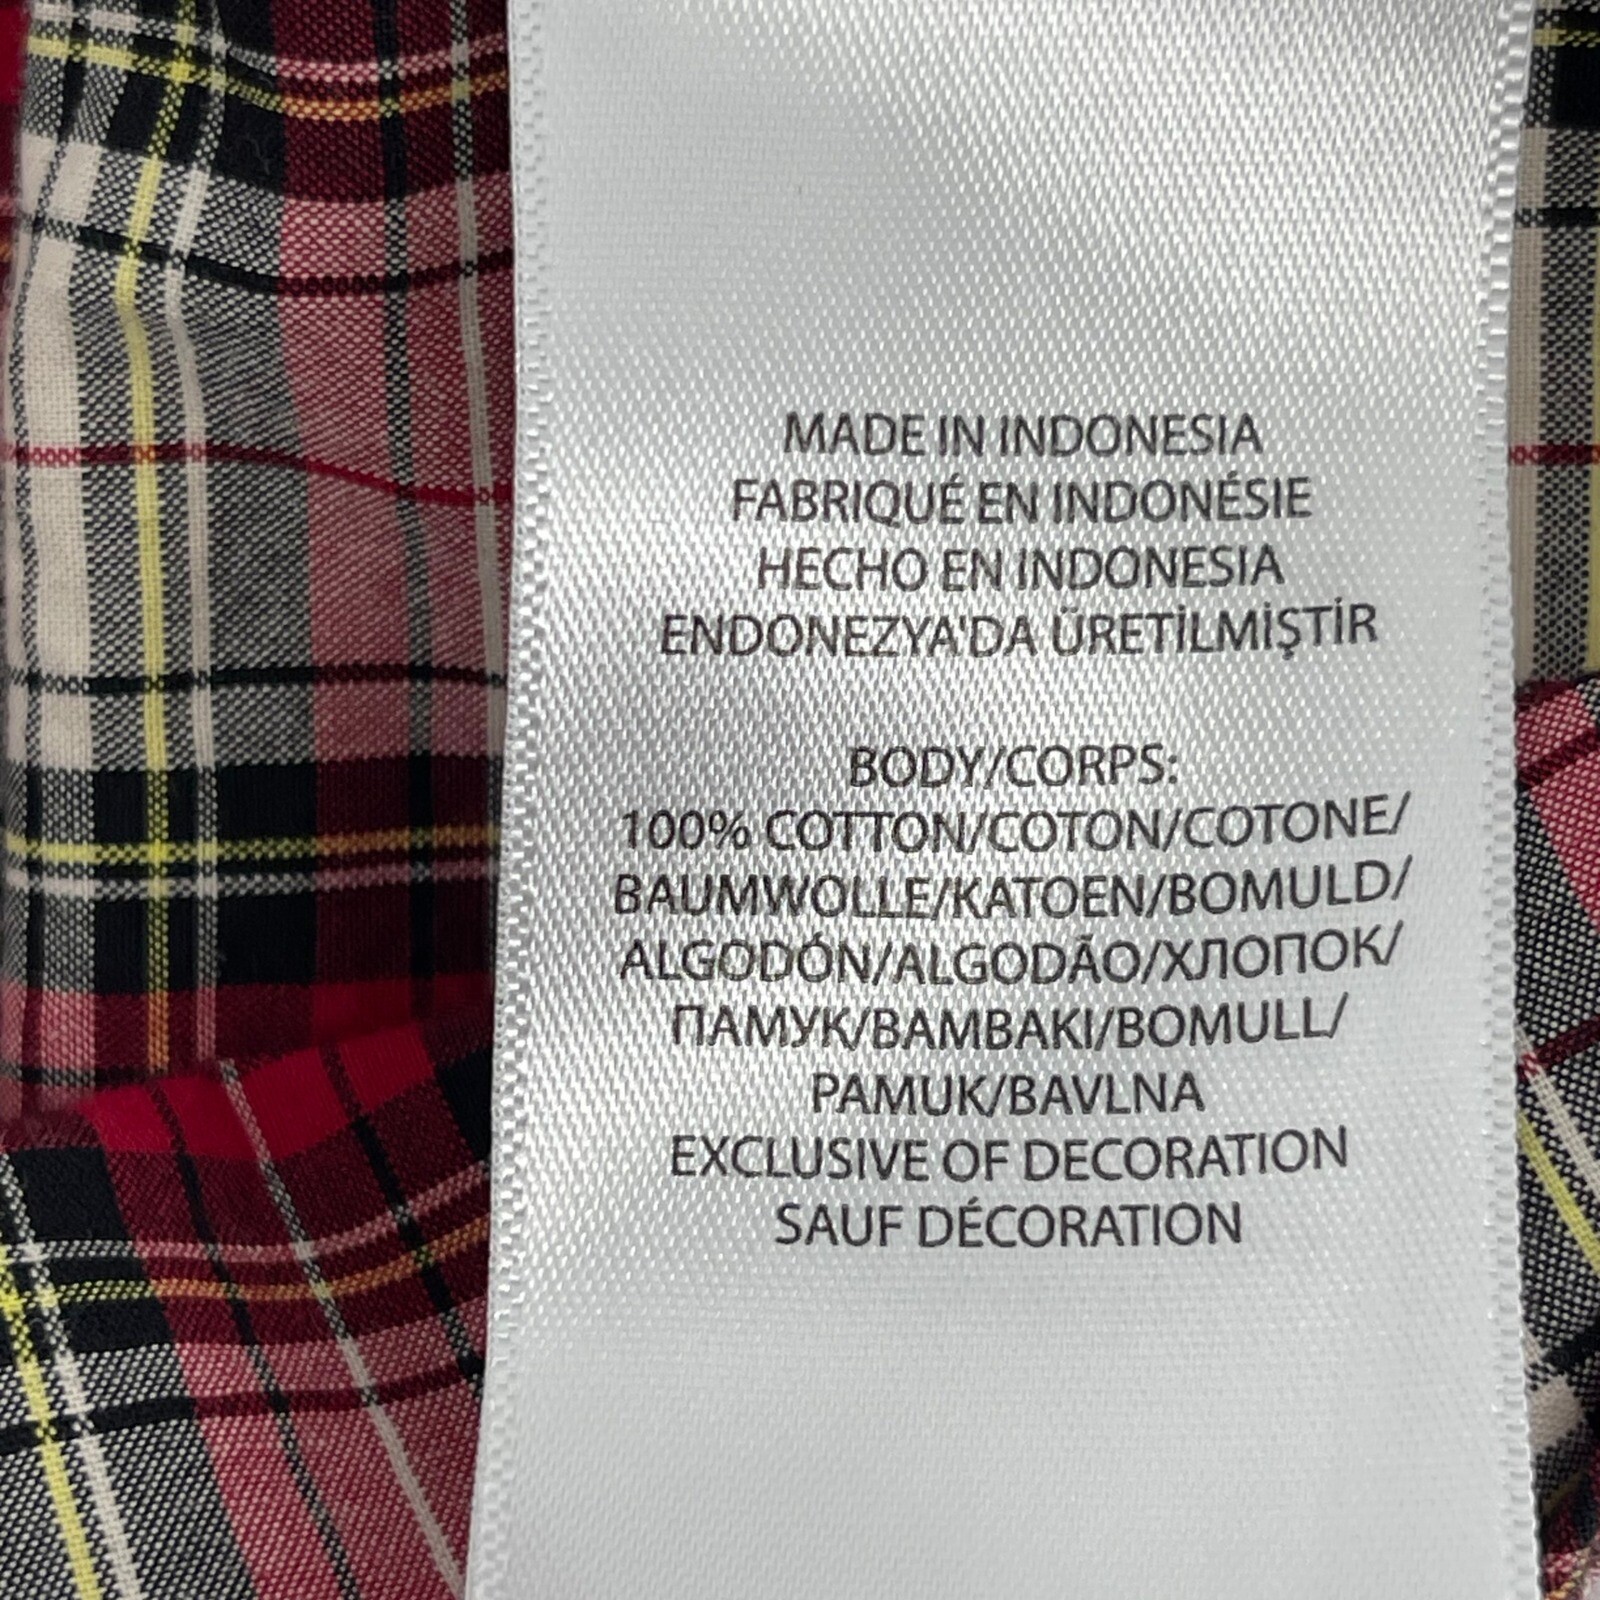 MADE IN INDONESIA
FABRIQUÉ EN INDONÉSIE
HECHO EN INDONESIA
ENDONEZYA'DA ÜRETİLMİŞTİR
BODY/CORPS:
100% COTTON/COTON/COTONE/
BAUMWOLLE/KATOEN/BOMULD/
ALGODÓN/ALGODÃO/ХЛОПОК/
ПАМУК/BAMBAKI/BOMULL/
PAMUK/BAVLNA
EXCLUSIVE OF DECORATION
SAUF DÉCORATION